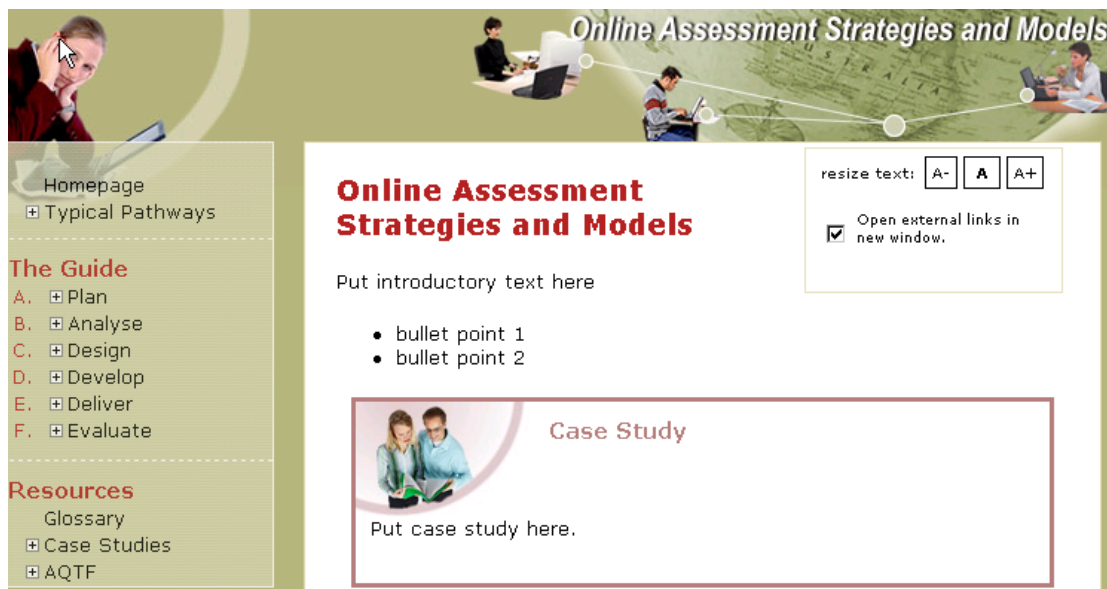 Online Assessment Strategies and Models
Homepage
Typical Pathways
The Guide
A. Plan
B. Analyse
C. Design
D. Develop
E. Deliver
F. Evaluate
Resources
Glossary
Case Studies
AQTF
Online Assessment
Strategies and Models
resize text: A- A A+
Open external links in
new window.
Put introductory text here
• bullet point 1
• bullet point 2
Case Study
Put case study here.